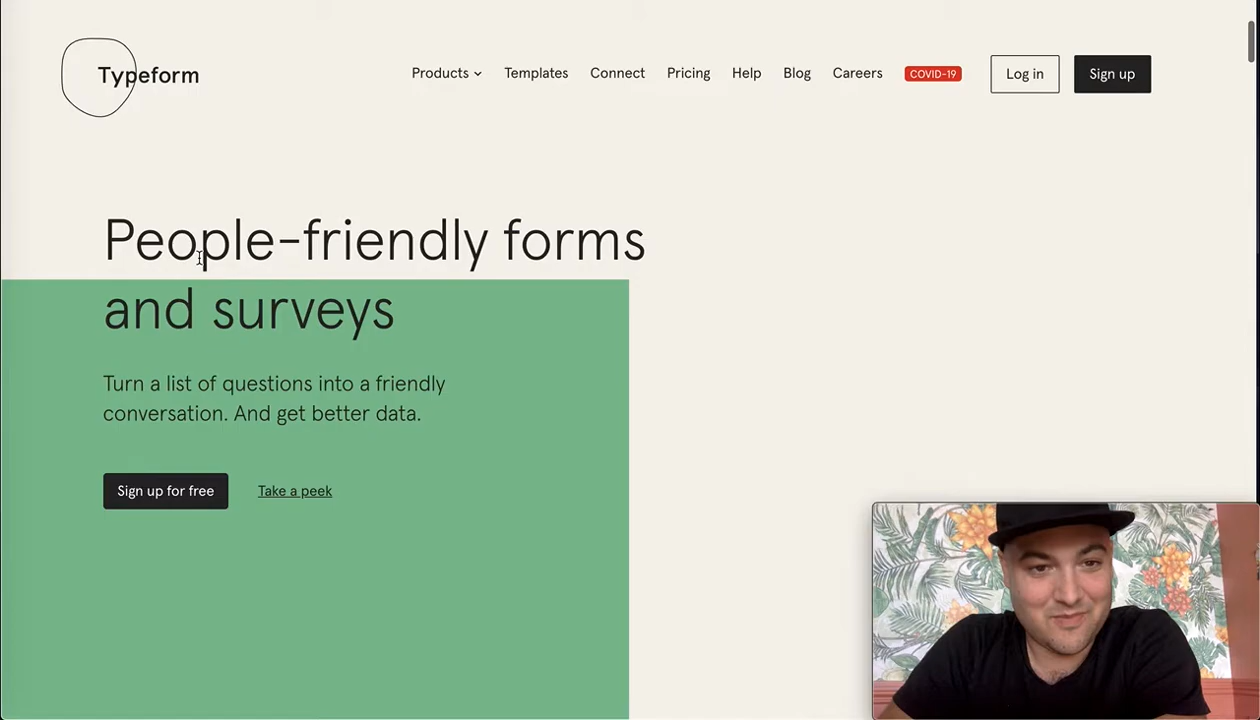 Typeform
Products
Templates
Connect
Pricing
Help
Blog
Careers
COVID-19
Log in
Sign up
People-friendly forms
and surveys
Turn a list of questions into a friendly
conversation. And get better data.
Sign up for free
Take a peek